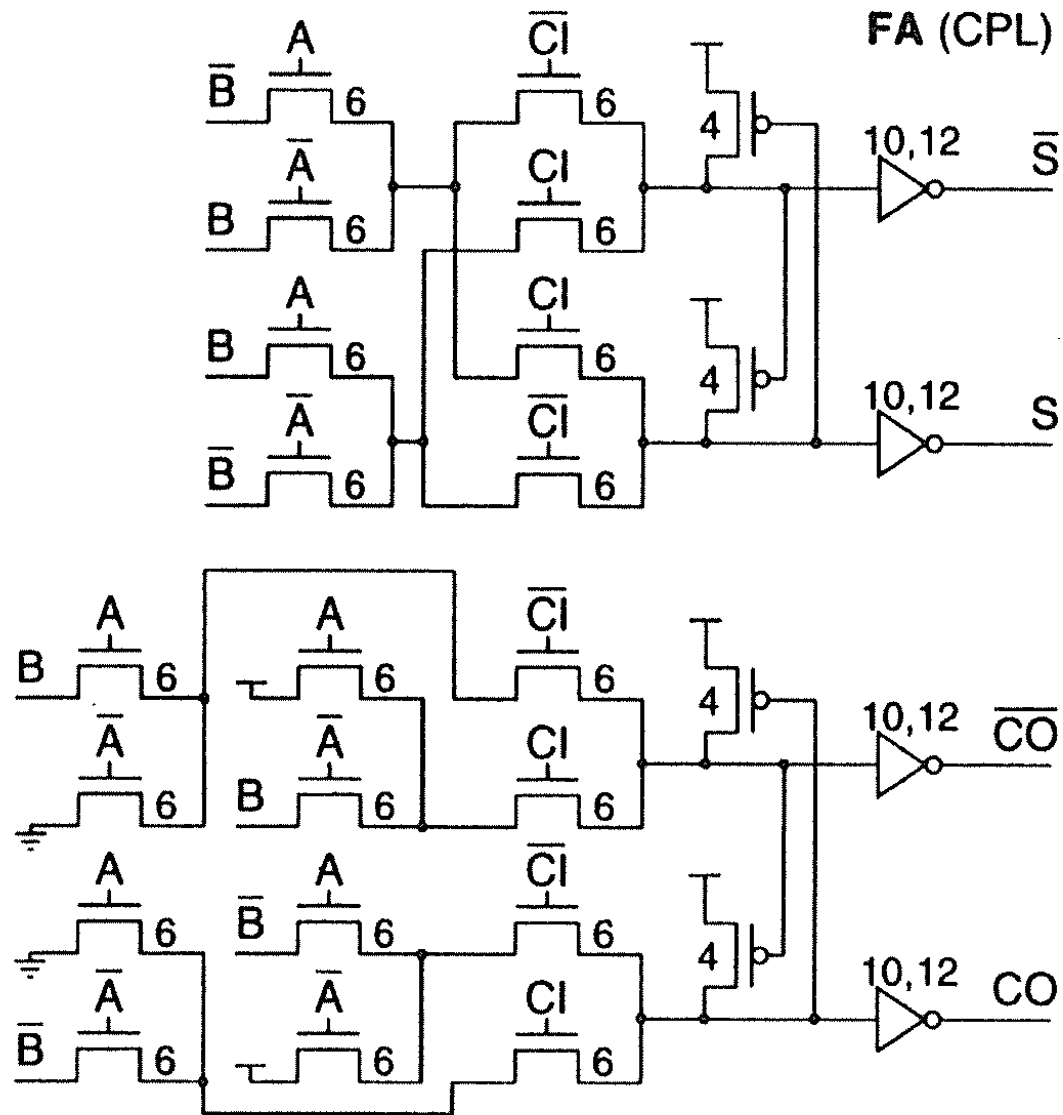 A C̅I̅ FA (CPL)
B̅ 6 6 4 10,12 S̅
A̅ CI
B 6 6
A CI
B 6 6 4 10,12 S
A̅ C̅I̅
B̅ 6 6
A A C̅I̅
B 6 6 6 4 10,12 C̅O̅
A̅ A̅ CI
6 B 6 6
A A C̅I̅
6 B̅ 6 6 4 10,12 CO
A̅ A̅ CI
B̅ 6 6 6